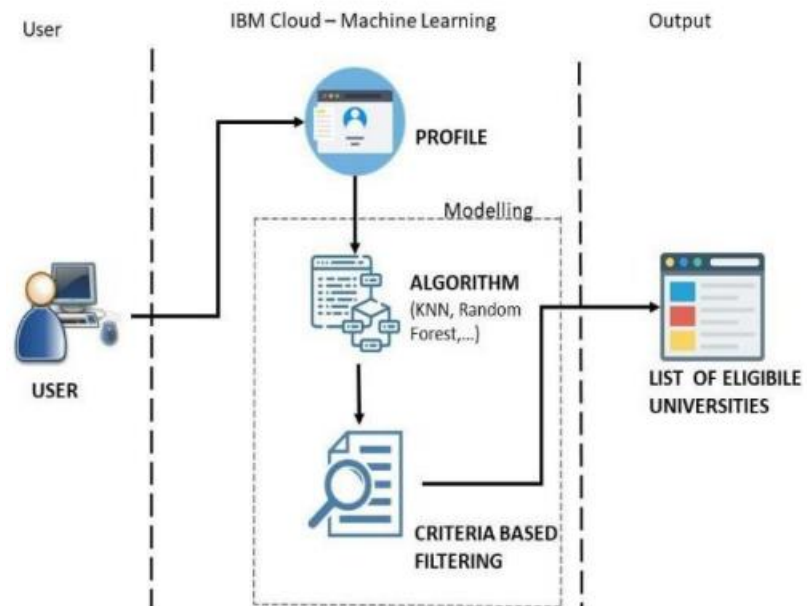 User
IBM Cloud – Machine Learning
Output
PROFILE
Modelling
ALGORITHM
(KNN, Random
Forest,...)
USER
LIST OF ELIGIBILE
UNIVERSITIES
CRITERIA BASED
FILTERING